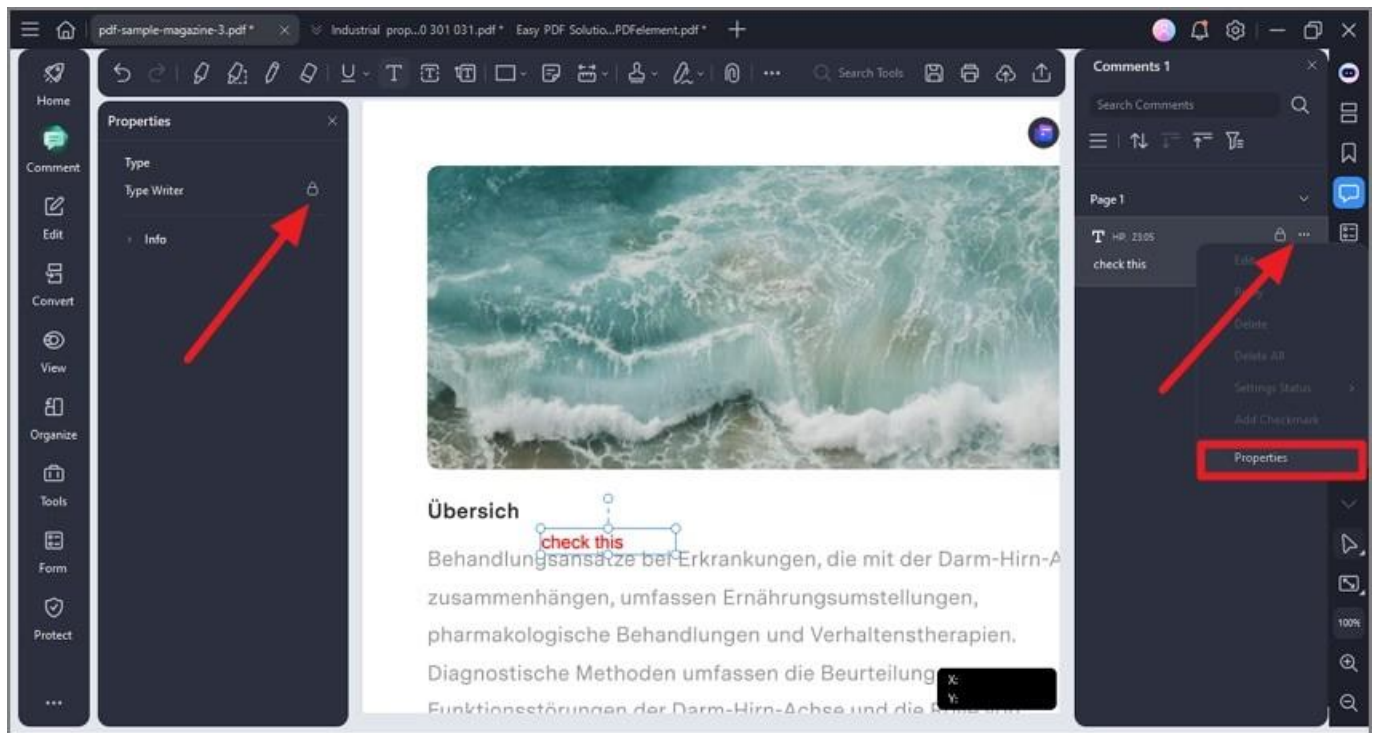 pdf-sample-magazine-3.pdf *
Industrial prop...0 301 031.pdf *
Easy PDF Solutio...PDFelement.pdf *
Home
Comment
Edit
Convert
View
Organize
Tools
Form
Protect
Search Tools
Properties
Type
Type Writer
Info
Übersich
check this
Behandlungsansätze bei Erkrankungen, die mit der Darm-Hirn-A
zusammenhängen, umfassen Ernährungsumstellungen,
pharmakologische Behandlungen und Verhaltenstherapien.
Diagnostische Methoden umfassen die Beurteilung
Funktionsstörungen der Darm-Hirn-Achse und die
X:
Y:
Comments 1
Search Comments
Page 1
T HP 23:05
check this
Delete
Delete All
Settings Status
Add Checkmark
Properties
100%